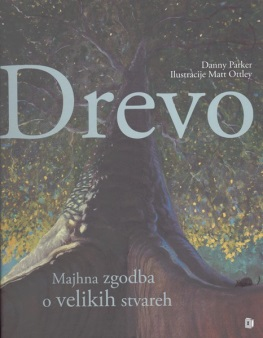 Danny Parker
Ilustracije Matt Ottley
Drevo
Majhna zgodba
o velikih stvareh